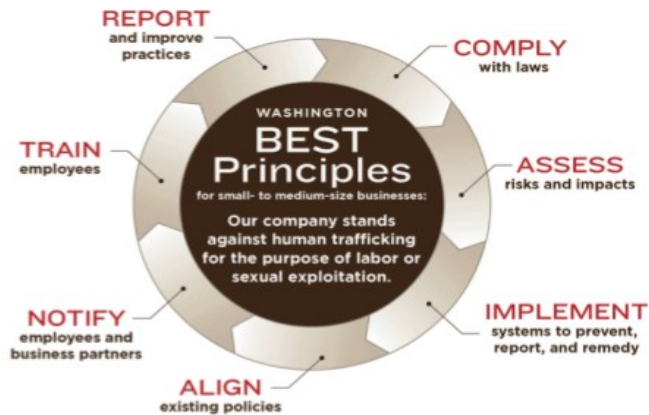 REPORT
and improve
practices
COMPLY
with laws
WASHINGTON
BEST
Principles
for small- to medium-size businesses:
Our company stands
against human trafficking
for the purpose of labor or
sexual exploitation.
TRAIN
employees
ASSESS
risks and impacts
NOTIFY
employees and
business partners
IMPLEMENT
systems to prevent,
report, and remedy
ALIGN
existing policies